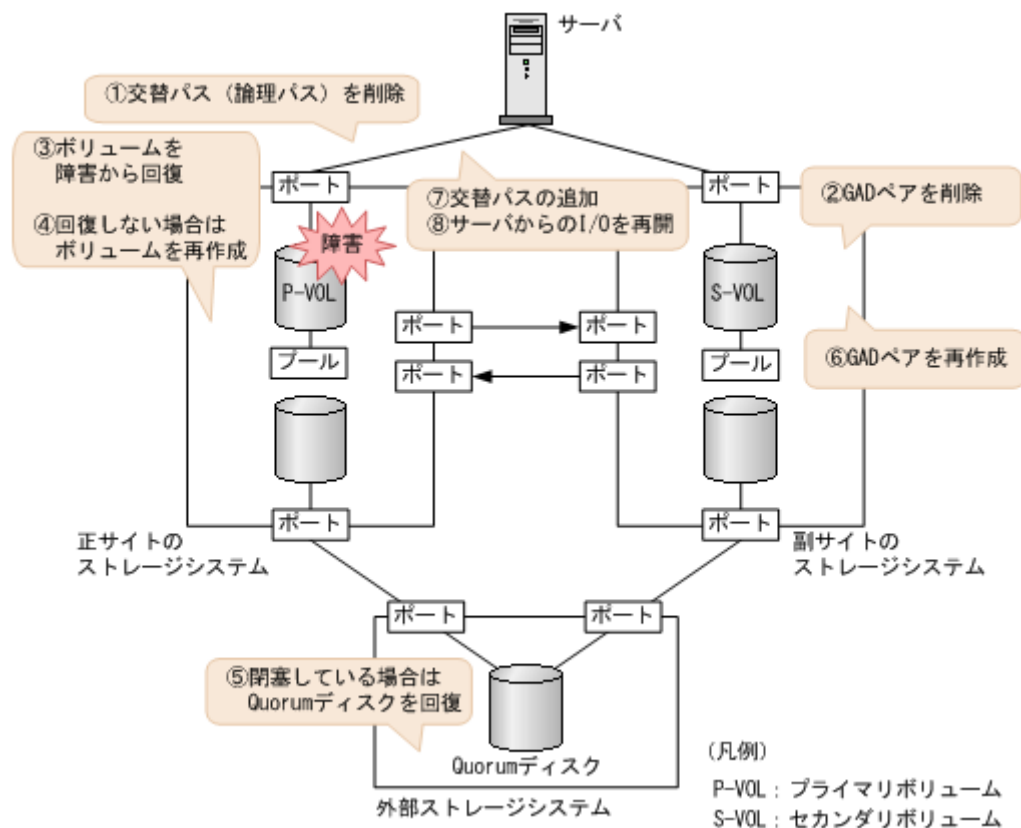 サーバ
①交替パス（論理パス）を削除
③ボリュームを
障害から回復
④回復しない場合は
ボリュームを再作成
ポート
ポート
⑦交替パスの追加
⑧サーバからのI/Oを再開
②GADペアを削除
障害
P-VOL
S-VOL
ポート
ポート
プール
プール
ポート
ポート
⑥GADペアを再作成
ポート
ポート
正サイトの
ストレージシステム
副サイトの
ストレージシステム
ポート
ポート
⑤閉塞している場合は
Quorumディスクを回復
Quorumディスク
外部ストレージシステム
(凡例)
P-VOL：プライマリボリューム
S-VOL：セカンダリボリューム